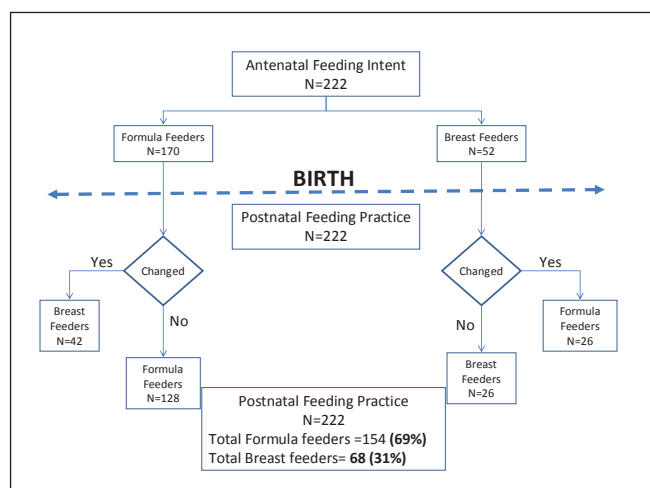 Antenatal Feeding Intent
N=222
Formula Feeders
N=170
Breast Feeders
N=52
BIRTH
Postnatal Feeding Practice
N=222
Changed
Yes
No
Breast
Feeders
N=42
Formula
Feeders
N=128
Changed
Yes
No
Formula
Feeders
N=26
Breast
Feeders
N=26
Postnatal Feeding Practice
N=222
Total Formula feeders =154 (69%)
Total Breast feeders= 68 (31%)